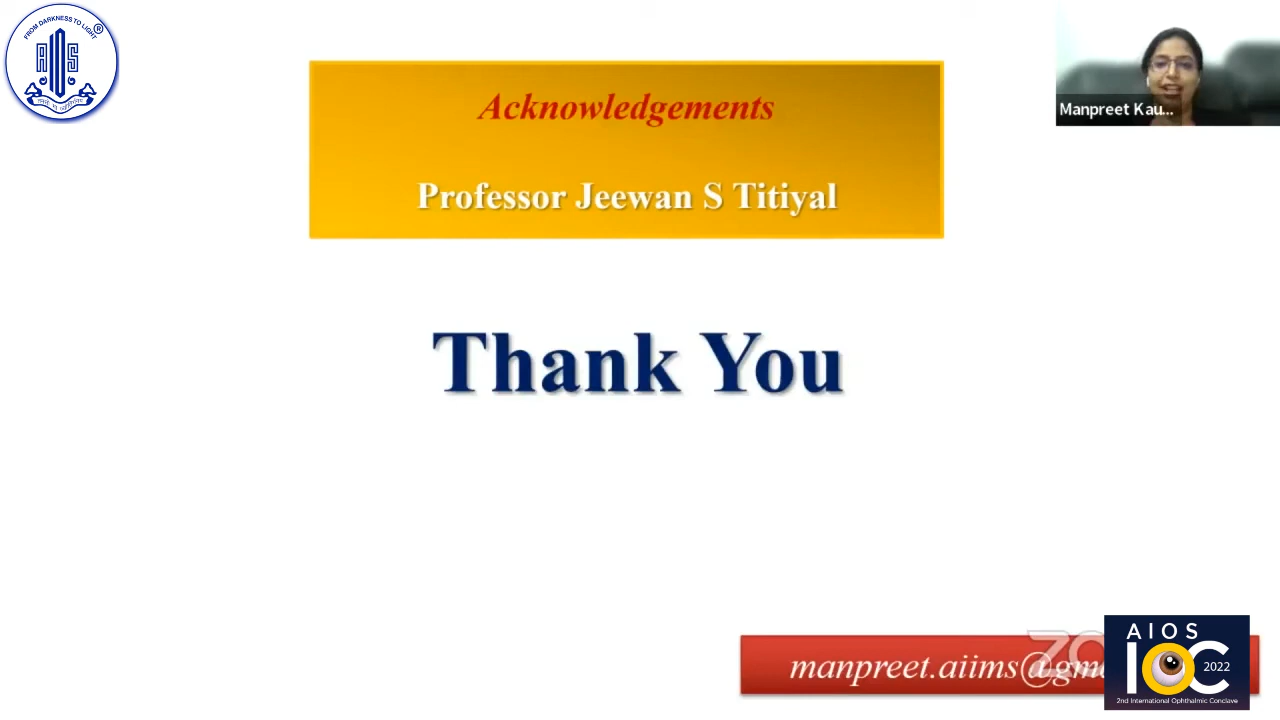 FROM DARKNESS TO LIGHT
®
AIOS
Acknowledgements
Professor Jeewan S Titiyal
Manpreet Kau...
Thank You
manpreet.aiims@gm
AIOS
IOC 2022
2nd International Ophthalmic Conclave